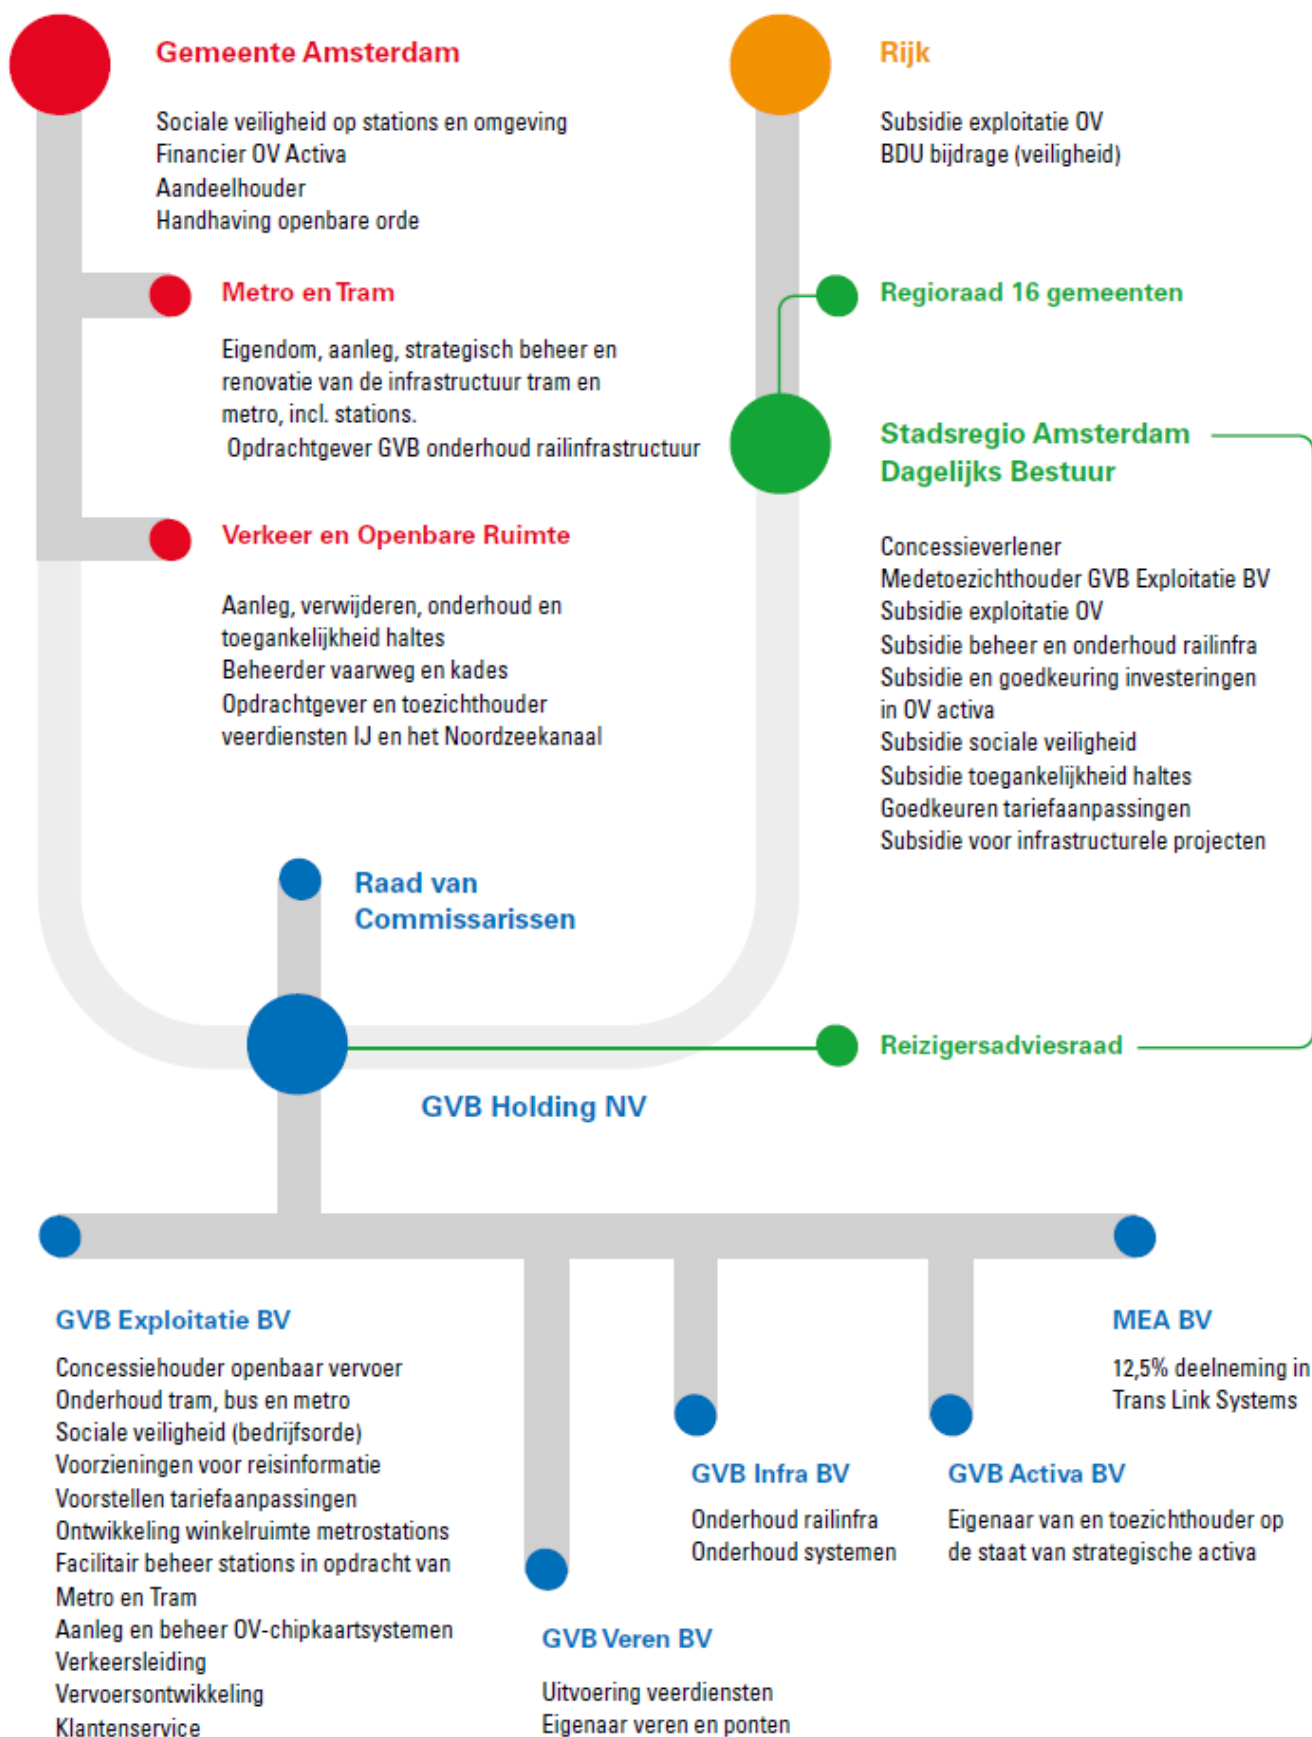 Gemeente Amsterdam
Sociale veiligheid op stations en omgeving
Financier OV Activa
Aandeelhouder
Handhaving openbare orde
Metro en Tram
Eigendom, aanleg, strategisch beheer en
renovatie van de infrastructuur tram en
metro, incl. stations.
Opdrachtgever GVB onderhoud railinfrastructuur
Verkeer en Openbare Ruimte
Aanleg, verwijderen, onderhoud en
toegankelijkheid haltes
Beheerder vaarweg en kades
Opdrachtgever en toezichthouder
veerdiensten IJ en het Noordzeekanaal
Rijk
Subsidie exploitatie OV
BDU bijdrage (veiligheid)
Regioraad 16 gemeenten
Stadsregio Amsterdam
Dagelijks Bestuur
Concessieverlener
Medetoezichthouder GVB Exploitatie BV
Subsidie exploitatie OV
Subsidie beheer en onderhoud railinfra
Subsidie en goedkeuring investeringen
in OV activa
Subsidie sociale veiligheid
Subsidie toegankelijkheid haltes
Goedkeuren tariefaanpassingen
Subsidie voor infrastructurele projecten
Raad van
Commissarissen
Reizigersadviesraad
GVB Holding NV
GVB Exploitatie BV
Concessiehouder openbaar vervoer
Onderhoud tram, bus en metro
Sociale veiligheid (bedrijfsorde)
Voorzieningen voor reisinformatie
Voorstellen tariefaanpassingen
Ontwikkeling winkelruimte metrostations
Facilitair beheer stations in opdracht van
Metro en Tram
Aanleg en beheer OV-chipkaartsystemen
Verkeersleiding
Vervoersontwikkeling
Klantenservice
GVB Veren BV
Uitvoering veerdiensten
Eigenaar veren en ponten
GVB Infra BV
Onderhoud railinfra
Onderhoud systemen
GVB Activa BV
Eigenaar van en toezichthouder op
de staat van strategische activa
MEA BV
12,5% deelneming in
Trans Link Systems